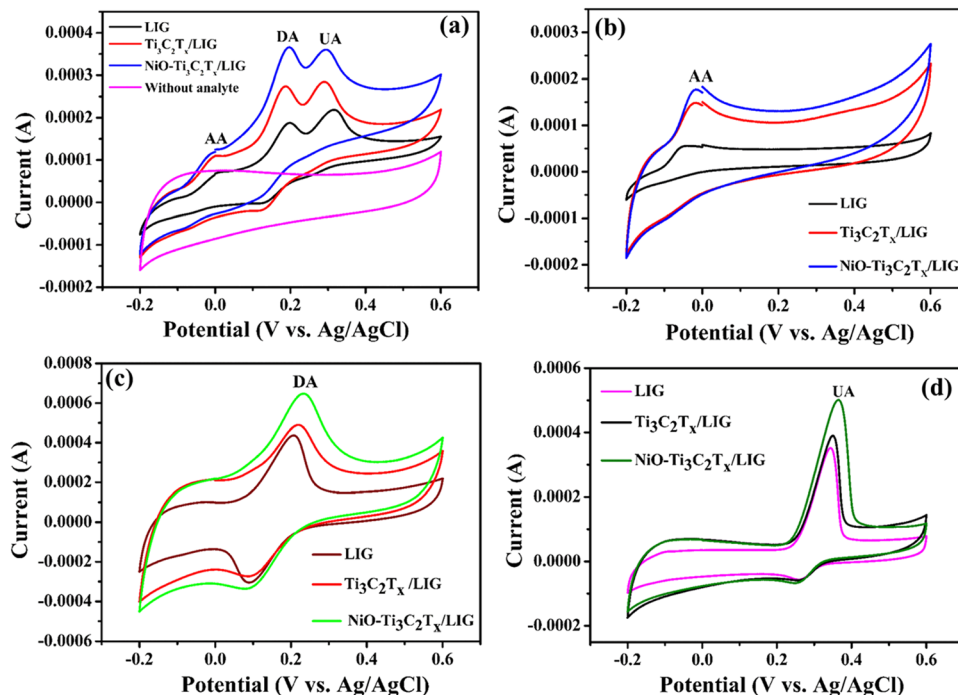 (a)
LIG
Ti3C2Tx/LIG
NiO-Ti3C2Tx/LIG
Without analyte
AA
DA
UA
0.0004
0.0003
0.0002
0.0001
0.0000
-0.0001
-0.0002
Current (A)
-0.2 0.0 0.2 0.4 0.6
Potential (V vs. Ag/AgCl)
(b)
AA
LIG
Ti3C2Tx/LIG
NiO-Ti3C2Tx/LIG
0.0003
0.0002
0.0001
0.0000
-0.0001
-0.0002
Current (A)
-0.2 0.0 0.2 0.4 0.6
Potential (V vs. Ag/AgCl)
(c)
DA
LIG
Ti3C2Tx /LIG
NiO-Ti3C2Tx/LIG
0.0008
0.0006
0.0004
0.0002
0.0000
-0.0002
-0.0004
-0.0006
Current (A)
-0.2 0.0 0.2 0.4 0.6
Potential (V vs. Ag/AgCl)
(d)
UA
LIG
Ti3C2Tx/LIG
NiO-Ti3C2Tx/LIG
0.0006
0.0004
0.0002
0.0000
-0.0002
Current (A)
-0.2 0.0 0.2 0.4 0.6
Potential (V vs. Ag/AgCl)